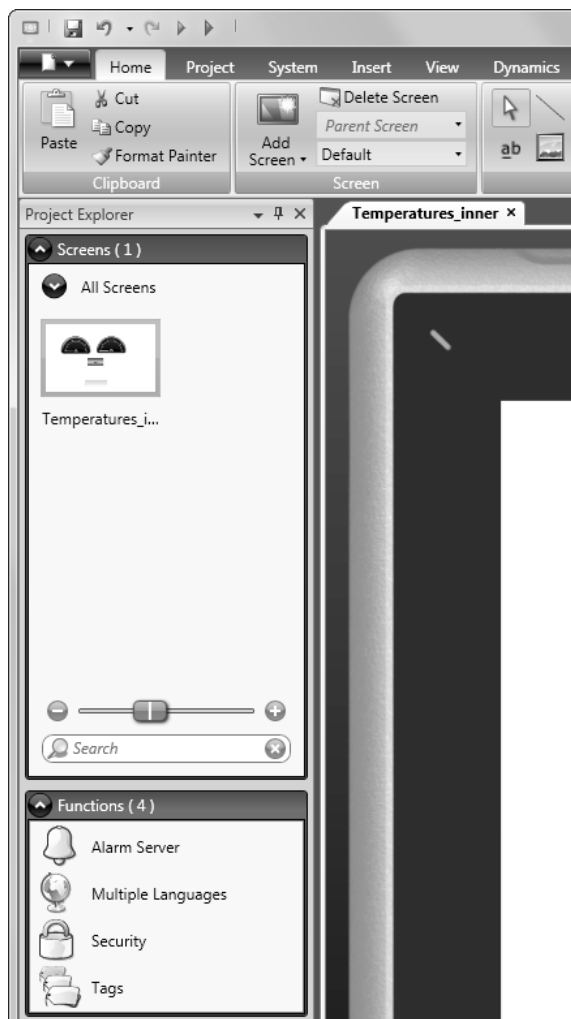 Home Project System Insert View Dynamics
Cut
Copy
Format Painter
Paste
Clipboard
Add Screen
Delete Screen
Parent Screen
Default
Screen
ab
Project Explorer
Temperatures_inner
Screens ( 1 )
All Screens
Temperatures_i...
Search
Functions ( 4 )
Alarm Server
Multiple Languages
Security
Tags